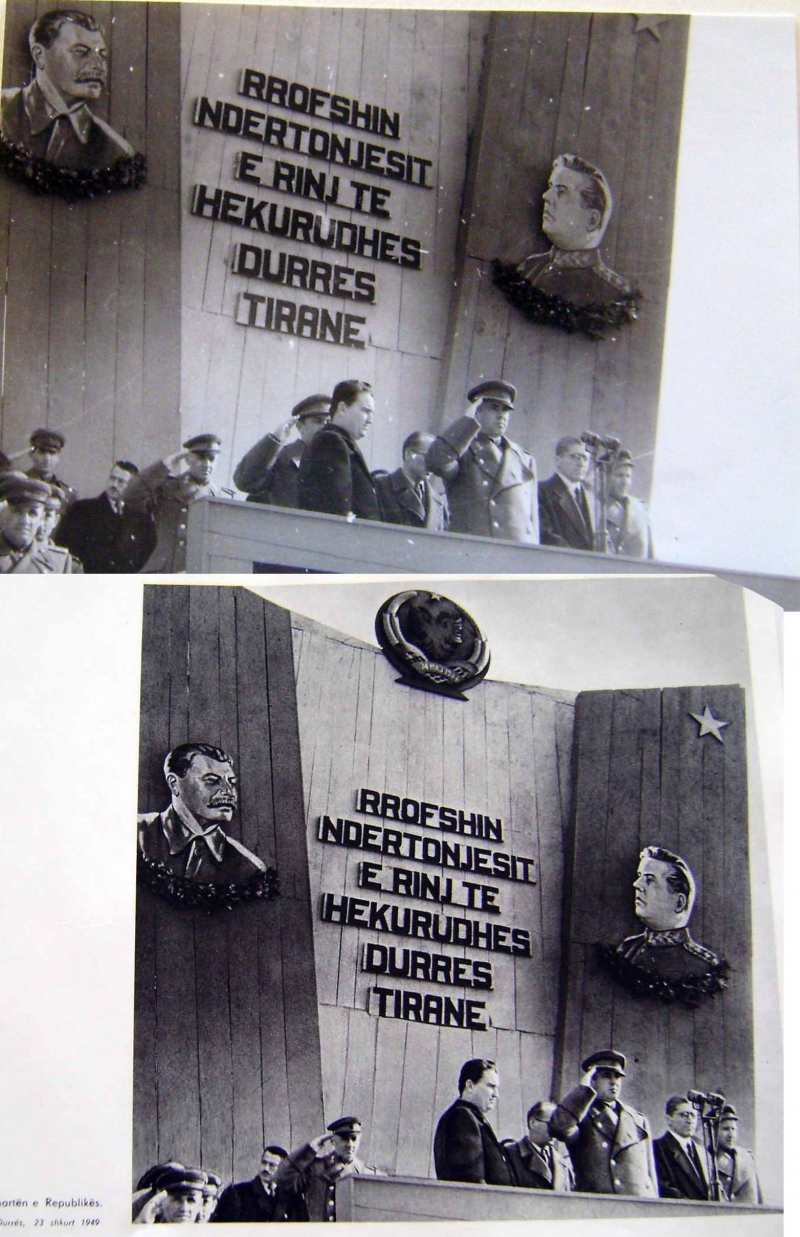 RROFSHIN
NDERTONJESIT
E RINJ TE
HEKURUDHES
DURRES
TIRANE
RROFSHIN
NDERTONJESIT
E RINJ TE
HEKURUDHES
DURRES
TIRANE
e Republikës.
Durrës, 23 shkurt 1949